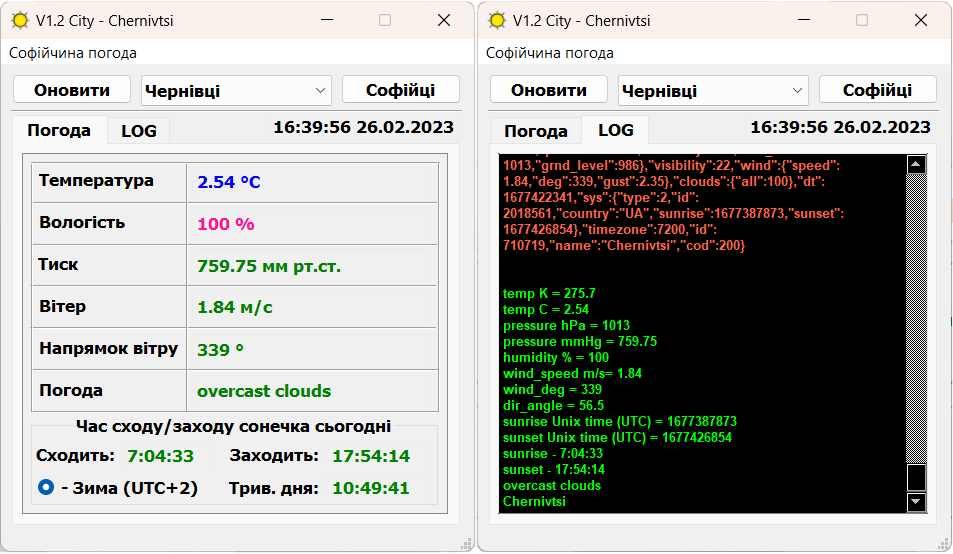 V1.2 City - Chernivtsi
Софійчина погода
Оновити
Чернівці
Софійці
Погода
LOG
16:39:56 26.02.2023
Температура 2.54 °C
Вологість 100 %
Тиск 759.75 мм рт.ст.
Вітер 1.84 м/с
Напрямок вітру 339 °
Погода overcast clouds
Час сходу/заходу сонечка сьогодні
Сходить: 7:04:33 Заходить: 17:54:14
- Зима (UTC+2) Трив. дня: 10:49:41
V1.2 City - Chernivtsi
Софійчина погода
Оновити
Чернівці
Софійці
Погода
LOG
16:39:56 26.02.2023
1013,"grnd_level":986},"visibility":22,"wind":{"speed":
1.84,"deg":339,"gust":2.35},"clouds":{"all":100},"dt":
1677422341,"sys":{"type":2,"id":
2018561,"country":"UA","sunrise":1677387873,"sunset":
1677426854},"timezone":7200,"id":
710719,"name":"Chernivtsi","cod":200}
temp K = 275.7
temp C = 2.54
pressure hPa = 1013
pressure mmHg = 759.75
humidity % = 100
wind_speed m/s= 1.84
wind_deg = 339
dir_angle = 56.5
sunrise Unix time (UTC) = 1677387873
sunset Unix time (UTC) = 1677426854
sunrise - 7:04:33
sunset - 17:54:14
overcast clouds
Chernivtsi